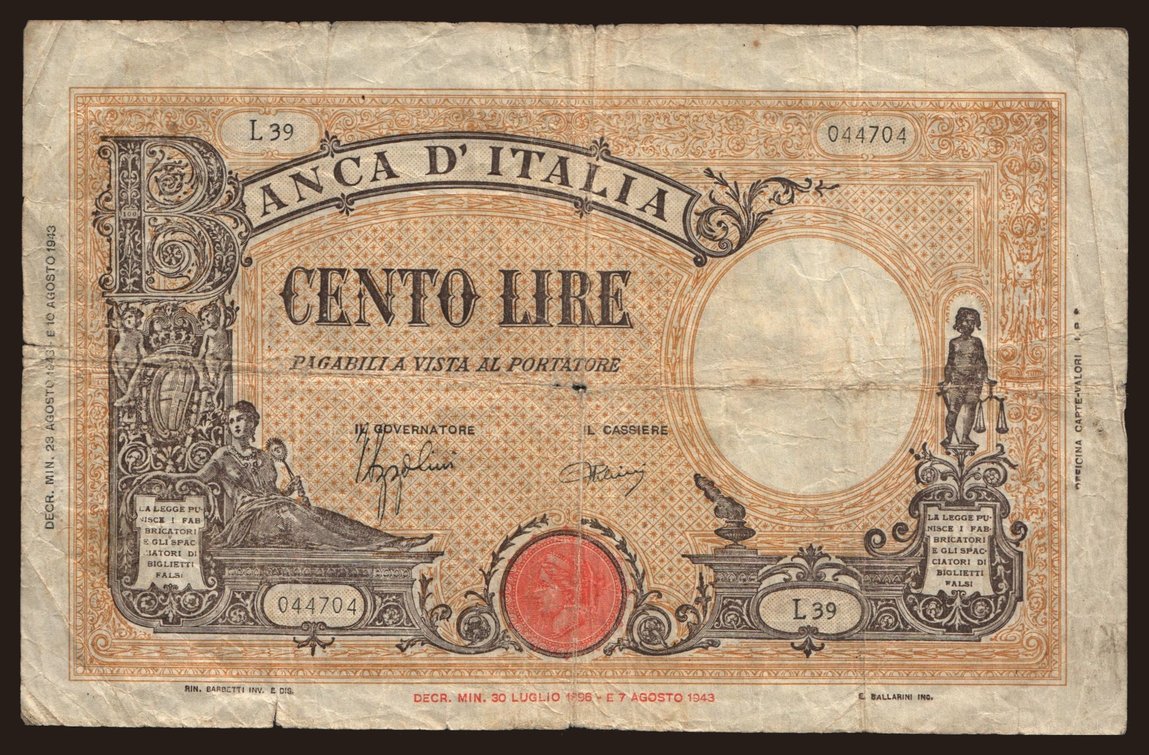 L 39
044704
BANCA D' ITALIA
100
CENTO LIRE
PAGABILI A VISTA AL PORTATORE
IL GOVERNATORE
IL CASSIERE
Azzolini
LA LEGGE PU-
NISCE I FAB
BRICATORI
E GLI SPAC
CIATORI DI
BIGLIETTI
FALSI
LA LEGGE PU-
NISCE I FAB-
BRICATORI
E GLI SPAC-
CIATORI DI
BIGLIETTI
FALSI
044704
L 39
RIN. BARBETTI INV. E DIS.
DECR. MIN. 30 LUGLIO 1896 - E 7 AGOSTO 1943
E. BALLARINI INC.
DECR. MIN. 23 AGOSTO 1943 - E 10 AGOSTO 1943
OFFICINA CARTE-VALORI